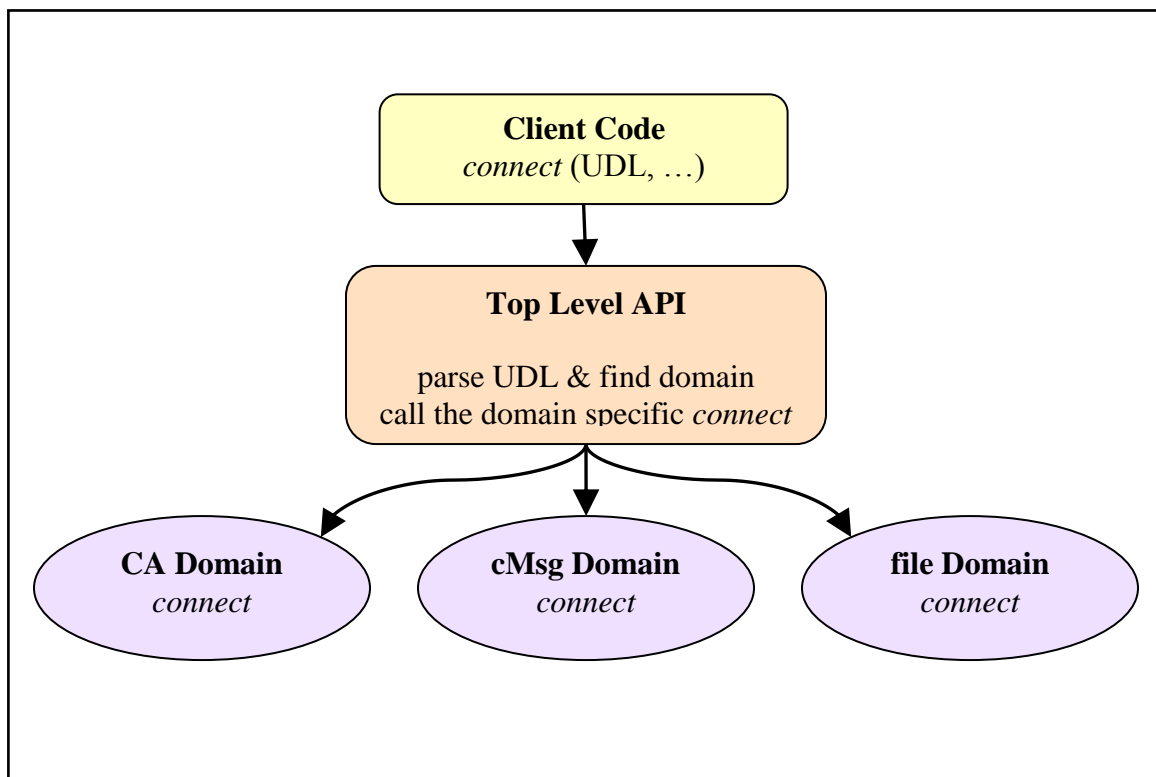 Client Code
connect (UDL, …)
Top Level API
parse UDL & find domain
call the domain specific connect
CA Domain
connect
cMsg Domain
connect
file Domain
connect